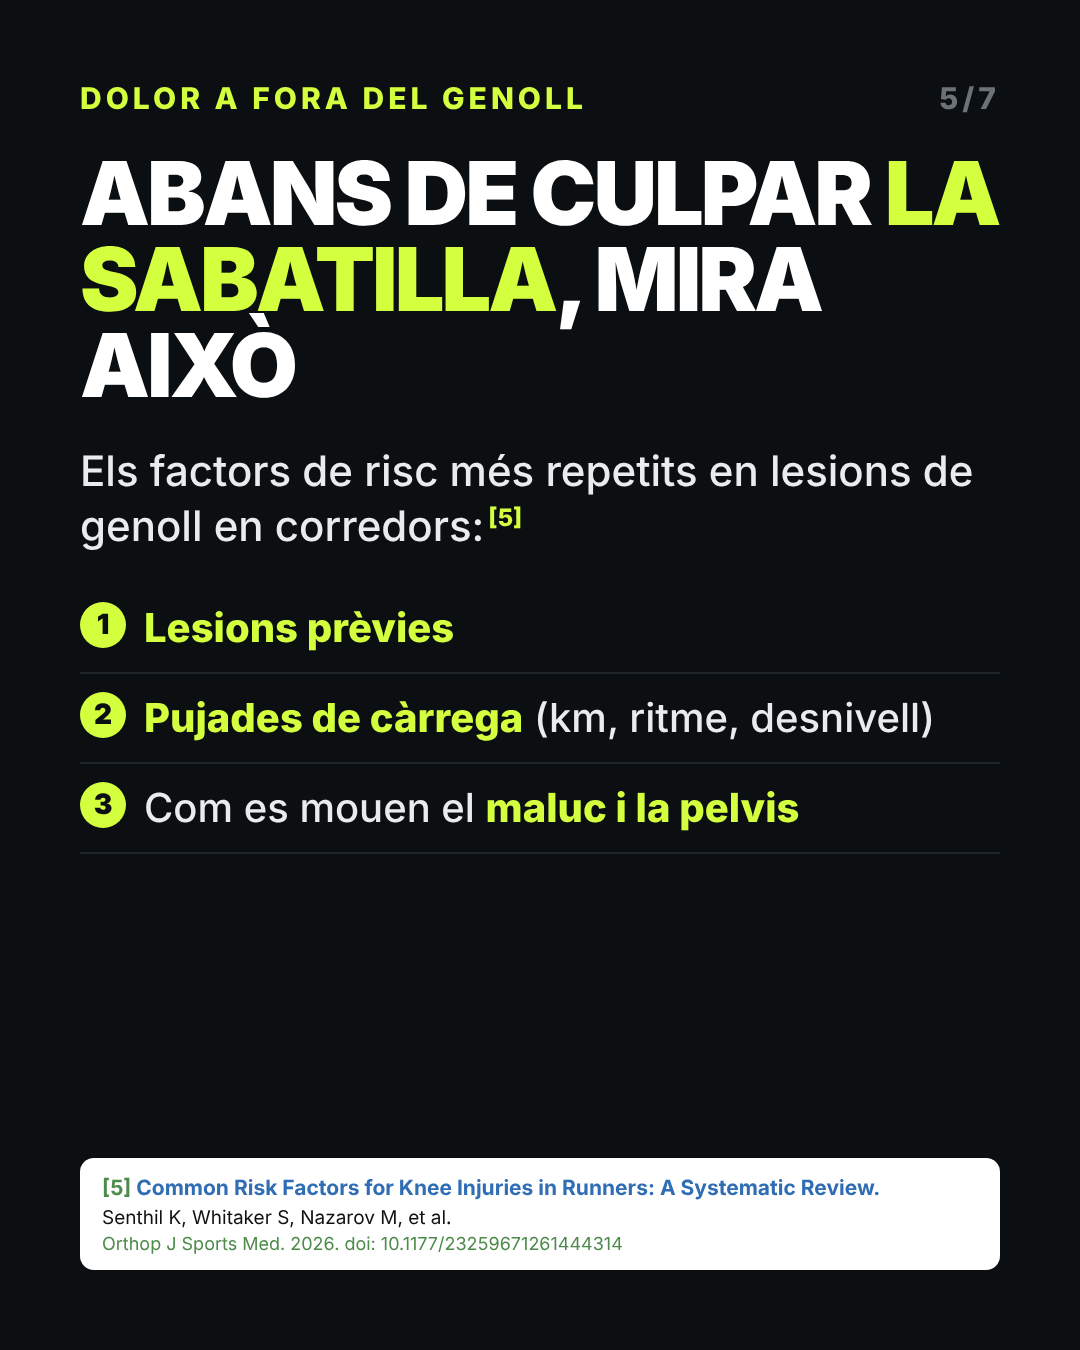 DOLOR A FORA DEL GENOLL
5/7
ABANS DE CULPAR LA
SABATILLA, MIRA
AIXÒ
Els factors de risc més repetits en lesions de
genoll en corredors:[5]
1 Lesions prèvies
2 Pujades de càrrega (km, ritme, desnivell)
3 Com es mouen el maluc i la pelvis
[5] Common Risk Factors for Knee Injuries in Runners: A Systematic Review.
Senthil K, Whitaker S, Nazarov M, et al.
Orthop J Sports Med. 2026. doi: 10.1177/23259671261444314